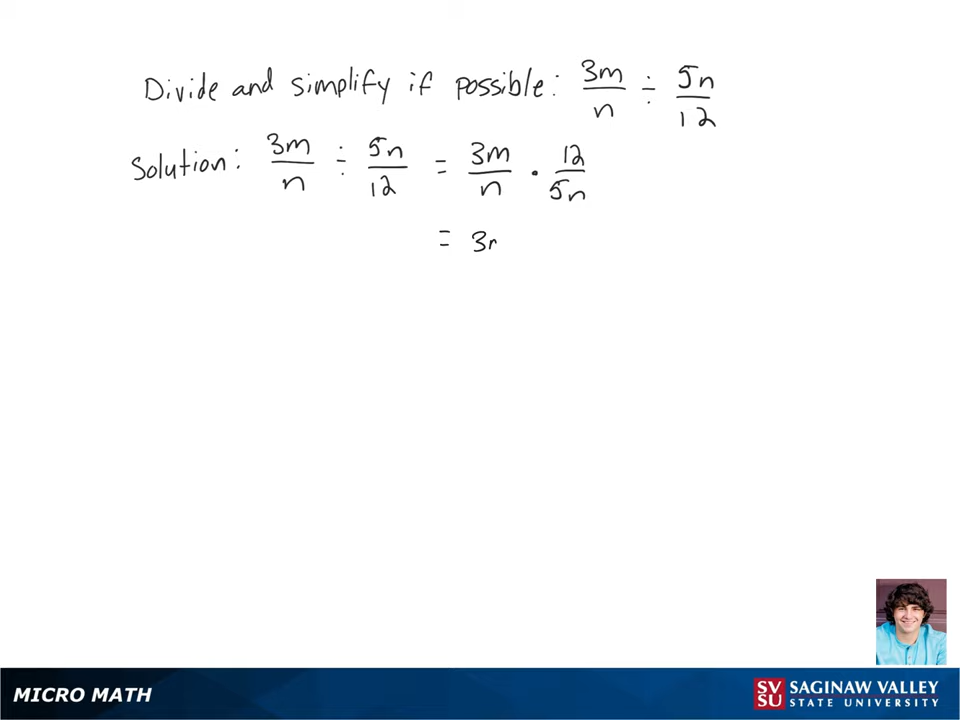 Divide and simplify if possible: 3m/n ÷ 5n/12
Solution: 3m/n ÷ 5n/12 = 3m/n · 12/5n
= 3r
MICRO MATH
SVSU SAGINAW VALLEY
STATE UNIVERSITY